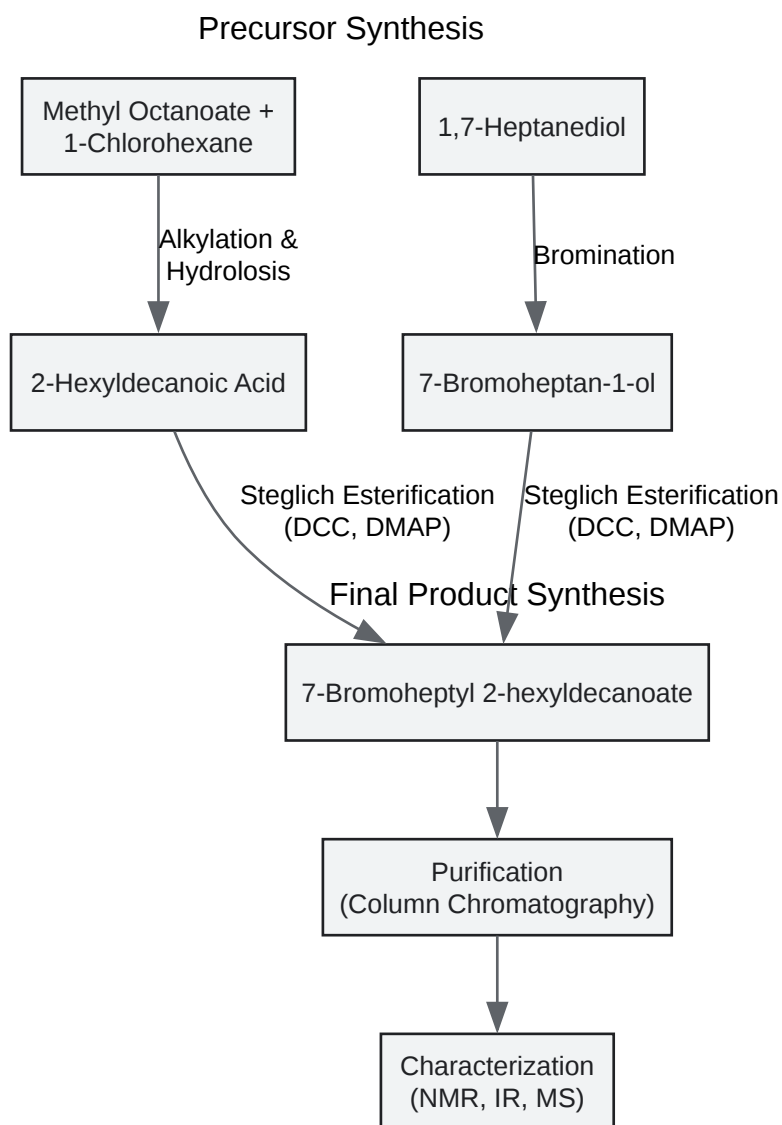 Precursor Synthesis
Methyl Octanoate +
1-Chlorohexane
1,7-Heptanediol
Alkylation &
Hydrolosis
Bromination
2-Hexyldecanoic Acid
7-Bromoheptan-1-ol
Steglich Esterification
(DCC, DMAP)
Steglich Esterification
(DCC, DMAP)
Final Product Synthesis
7-Bromoheptyl 2-hexyldecanoate
Purification
(Column Chromatography)
Characterization
(NMR, IR, MS)